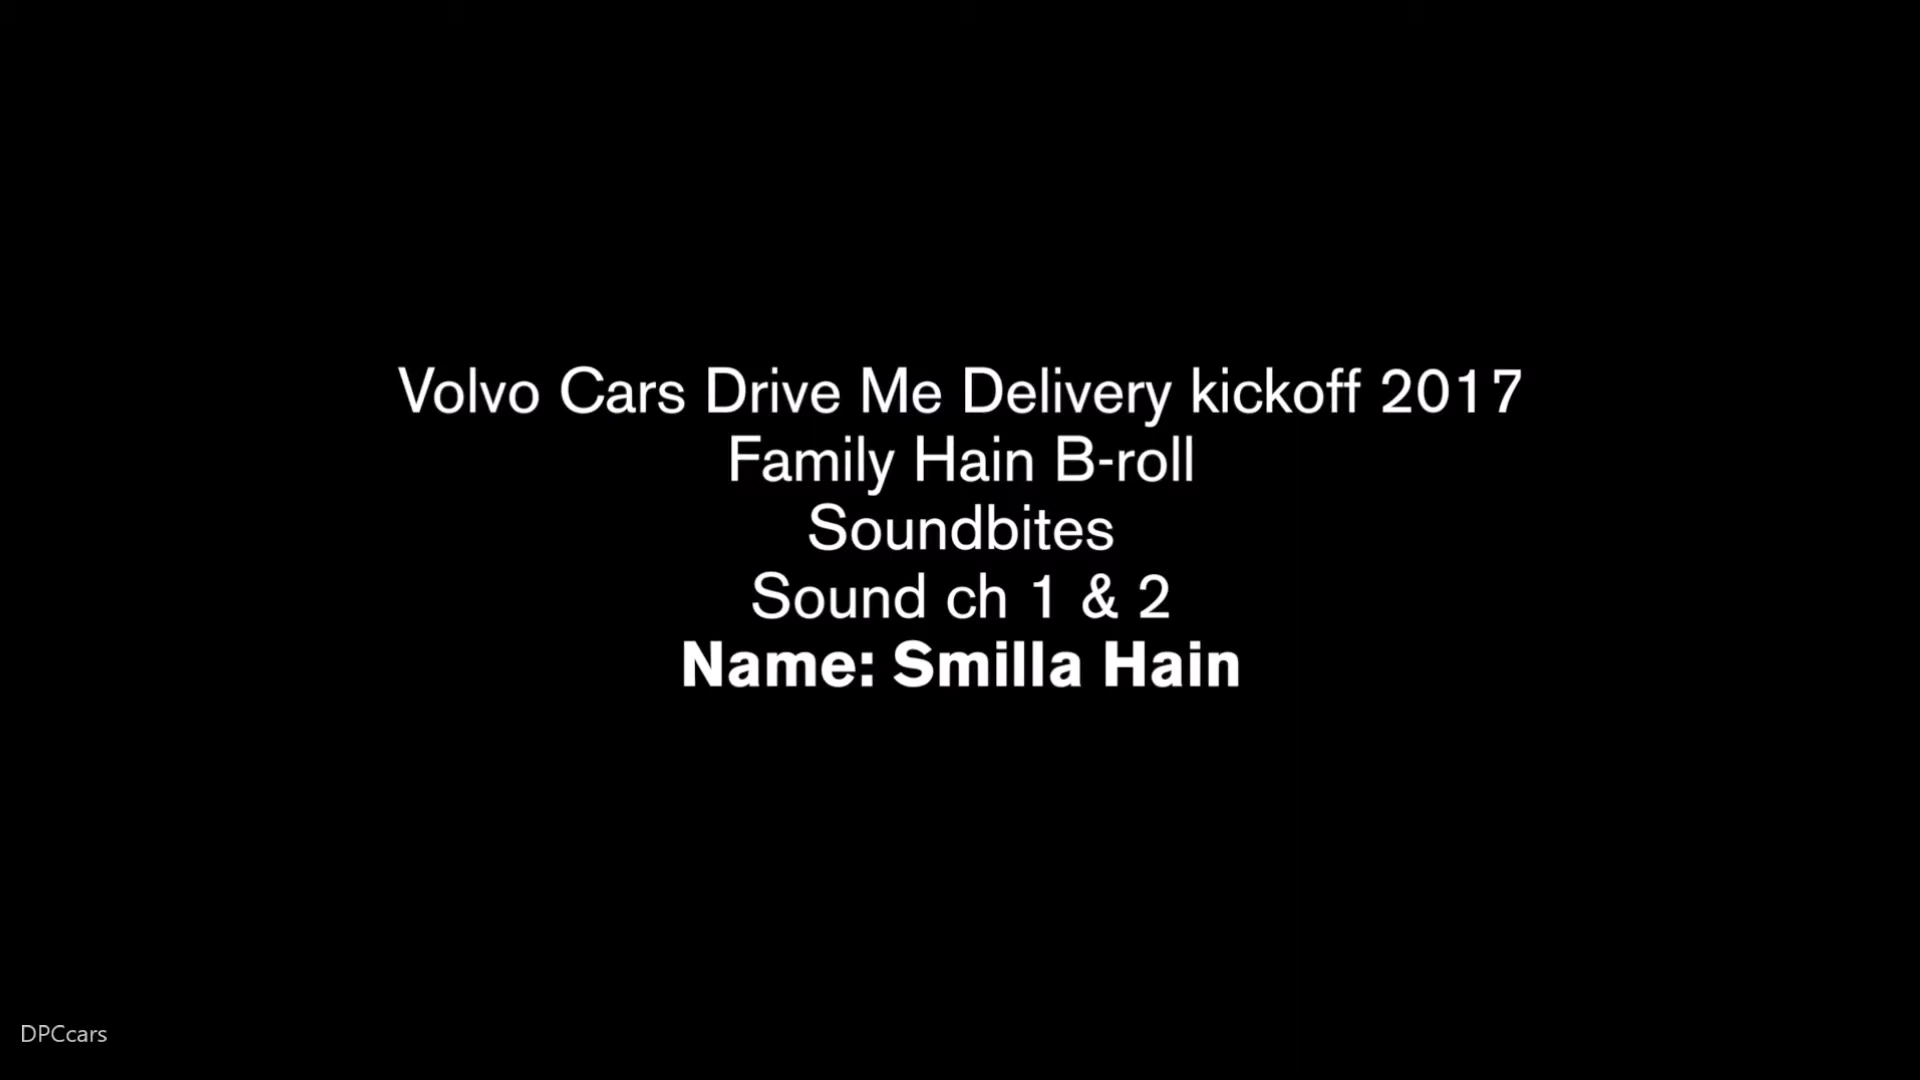 Volvo Cars Drive Me Delivery kickoff 2017
Family Hain B-roll
Soundbites
Sound ch 1 & 2
Name: Smilla Hain
DPCcars